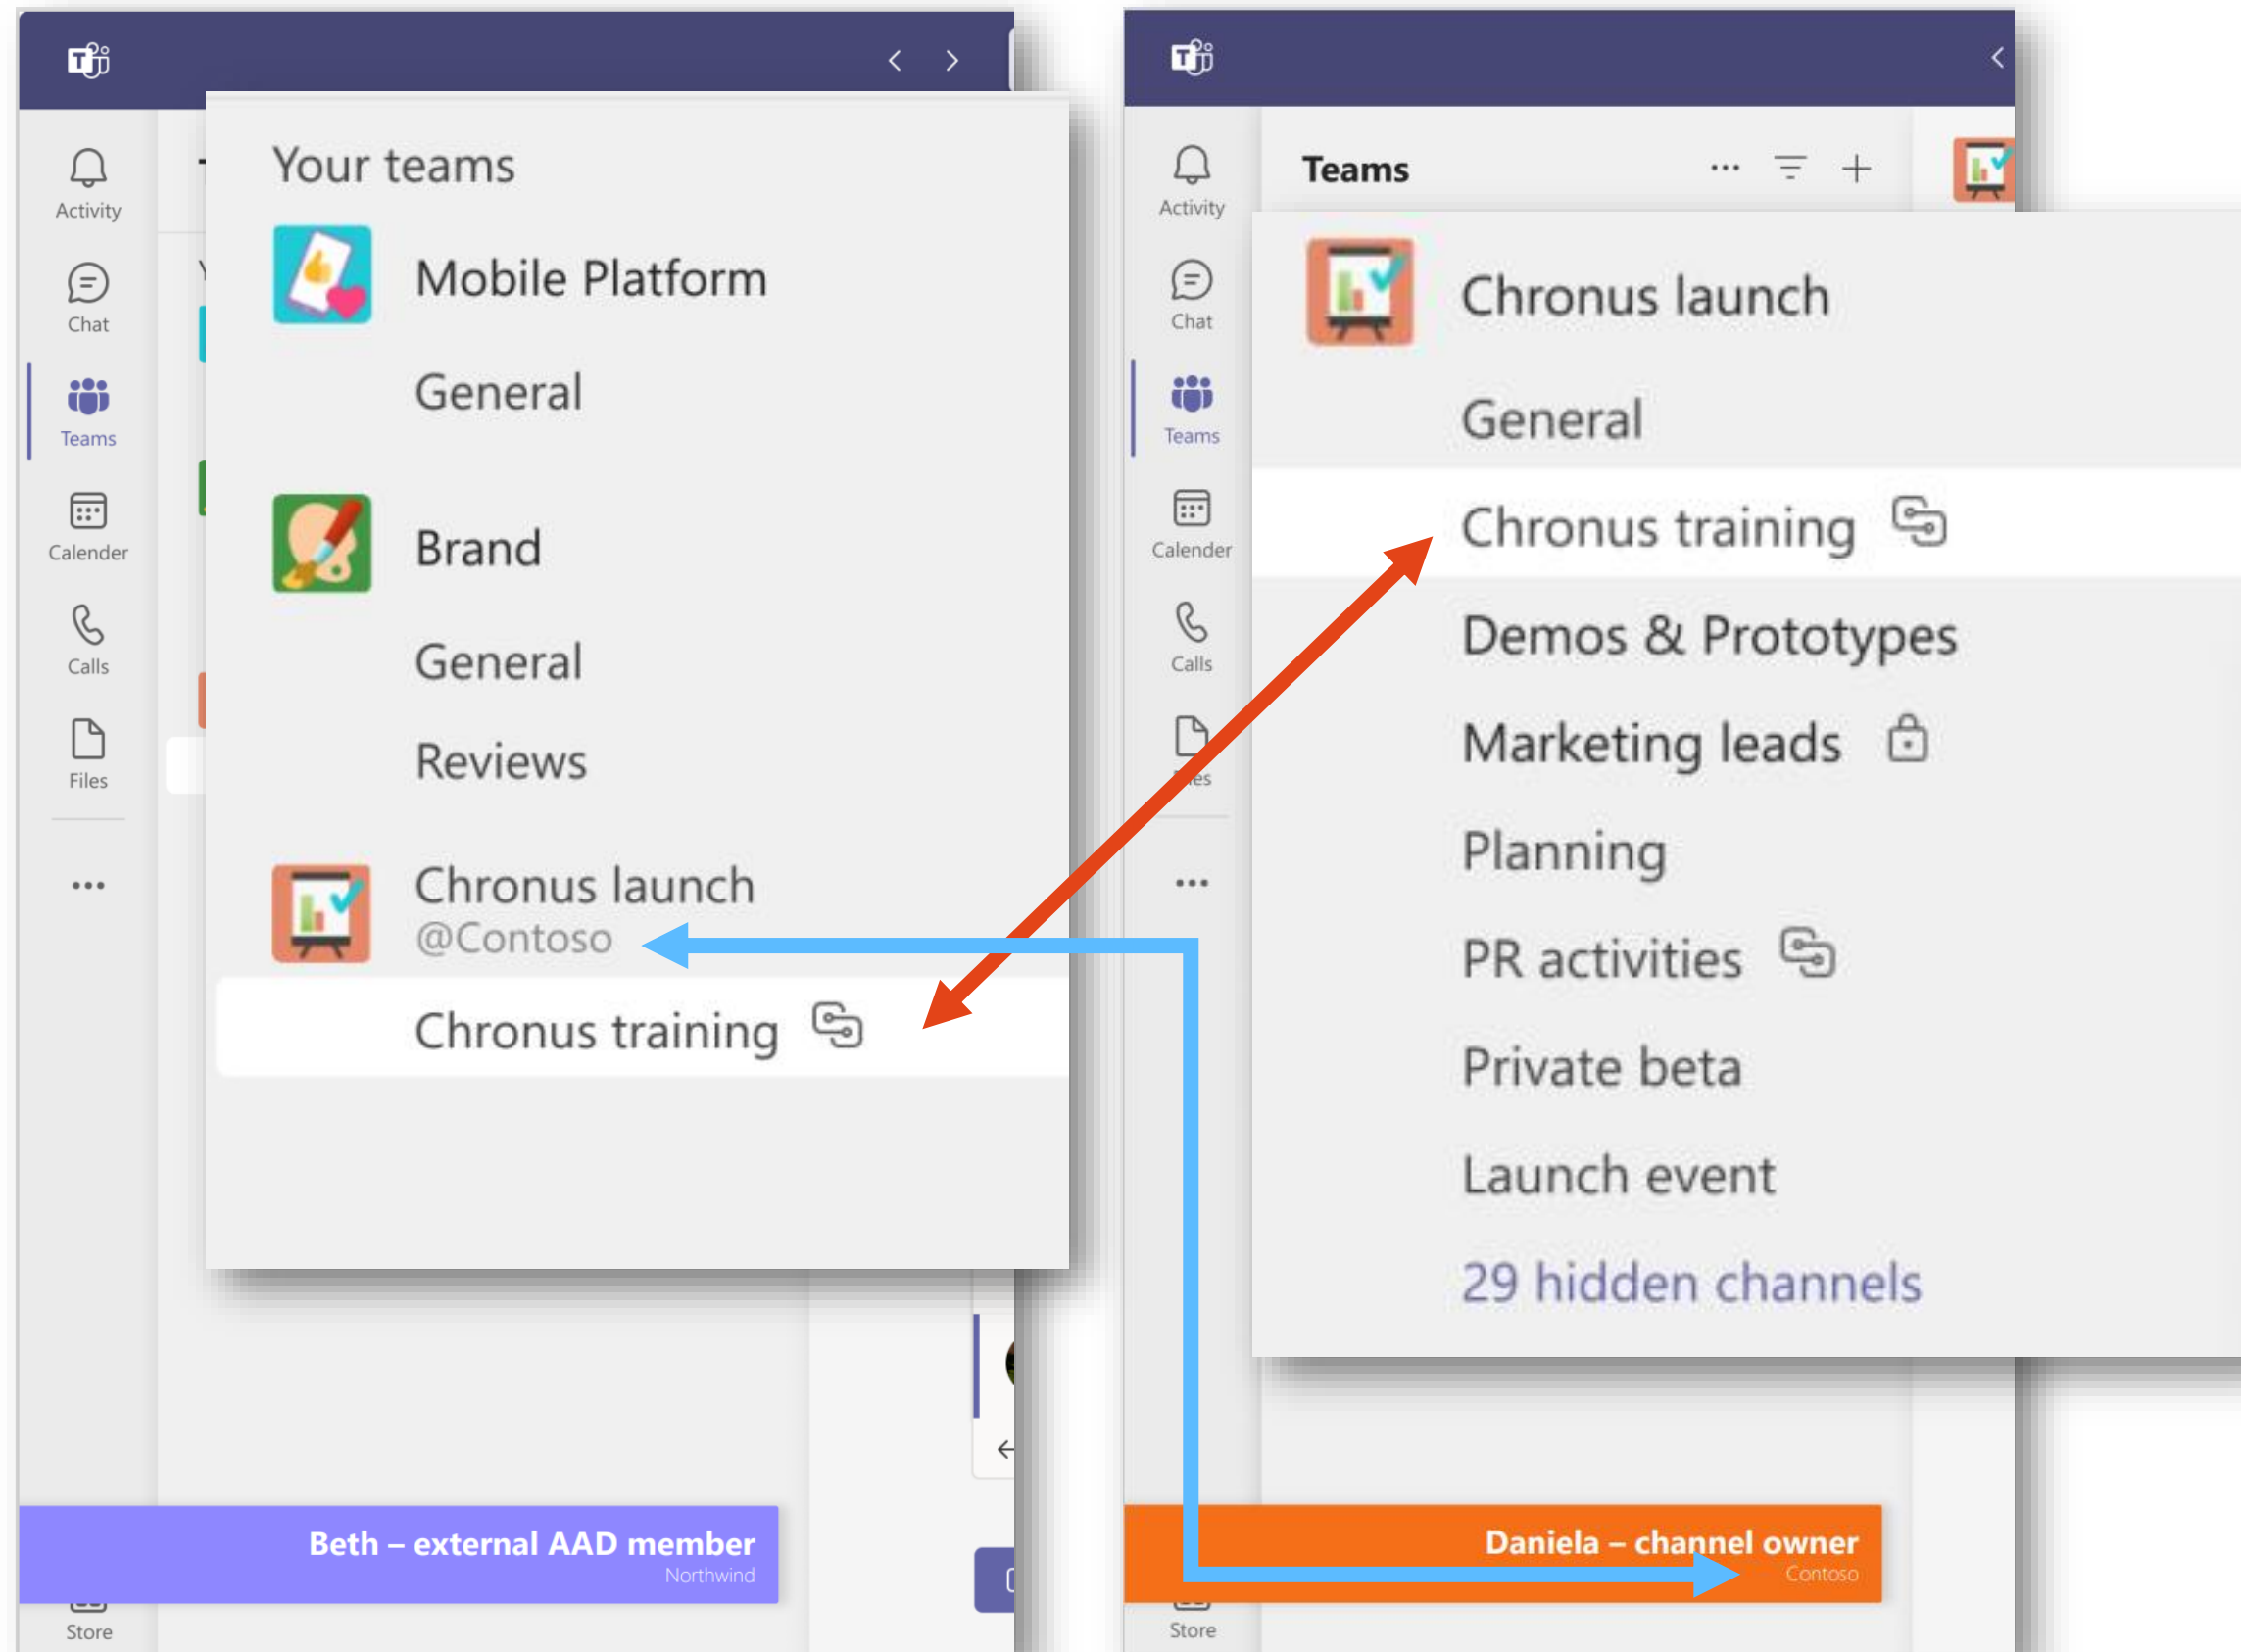 Activity
Chat
Teams
Calender
Calls
Files
Your teams
Mobile Platform
General
Brand
General
Reviews
Chronus launch
@Contoso
Chronus training
Beth – external AAD member
Northwind
Store
Activity
Chat
Teams
Calender
Calls
Teams
Chronus launch
General
Chronus training
Demos & Prototypes
Marketing leads
Planning
PR activities
Private beta
Launch event
29 hidden channels
Daniela – channel owner
Contoso
Store